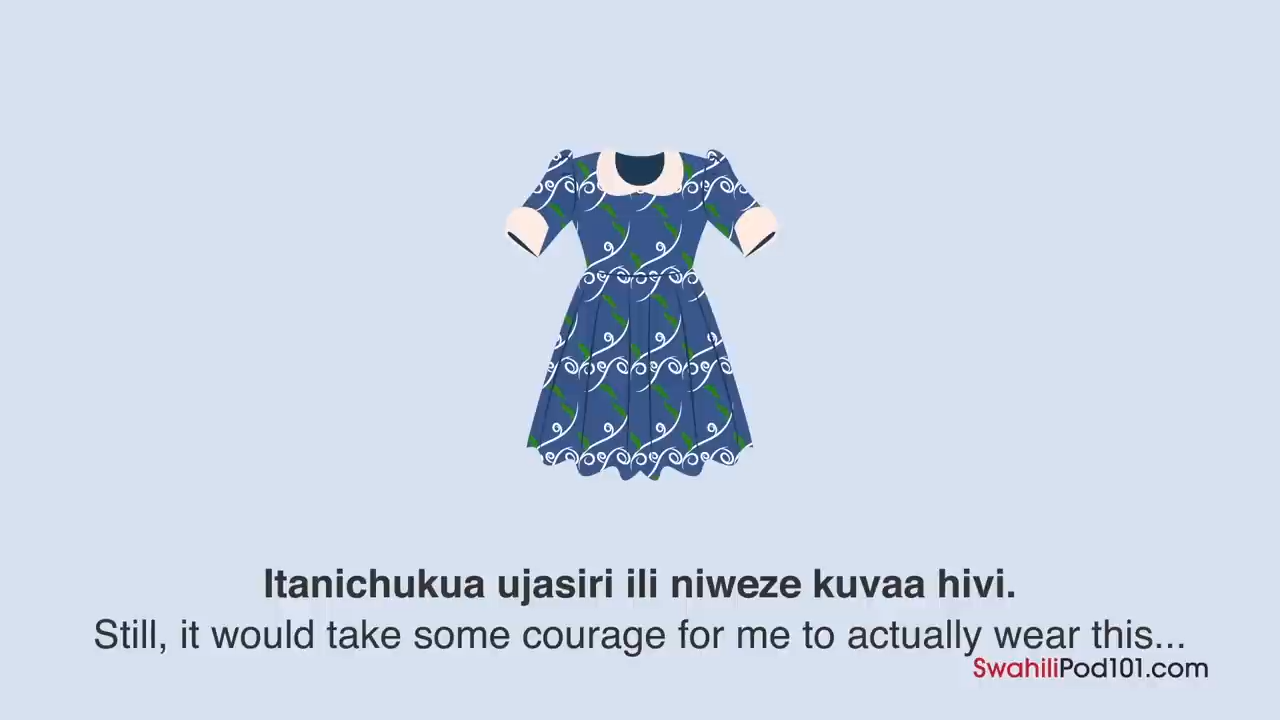 Itanichukua ujasiri ili niweze kuvaa hivi.
Still, it would take some courage for me to actually wear this...
SwahiliPod101.com